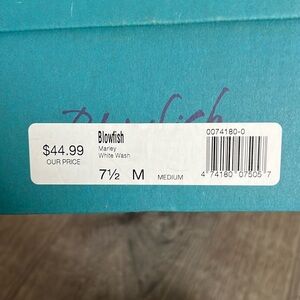 Blowfish
$44.99
OUR PRICE
Blowfish
Marley
White Wash
7½ M MEDIUM
0074180-0
4 74180 07505 7